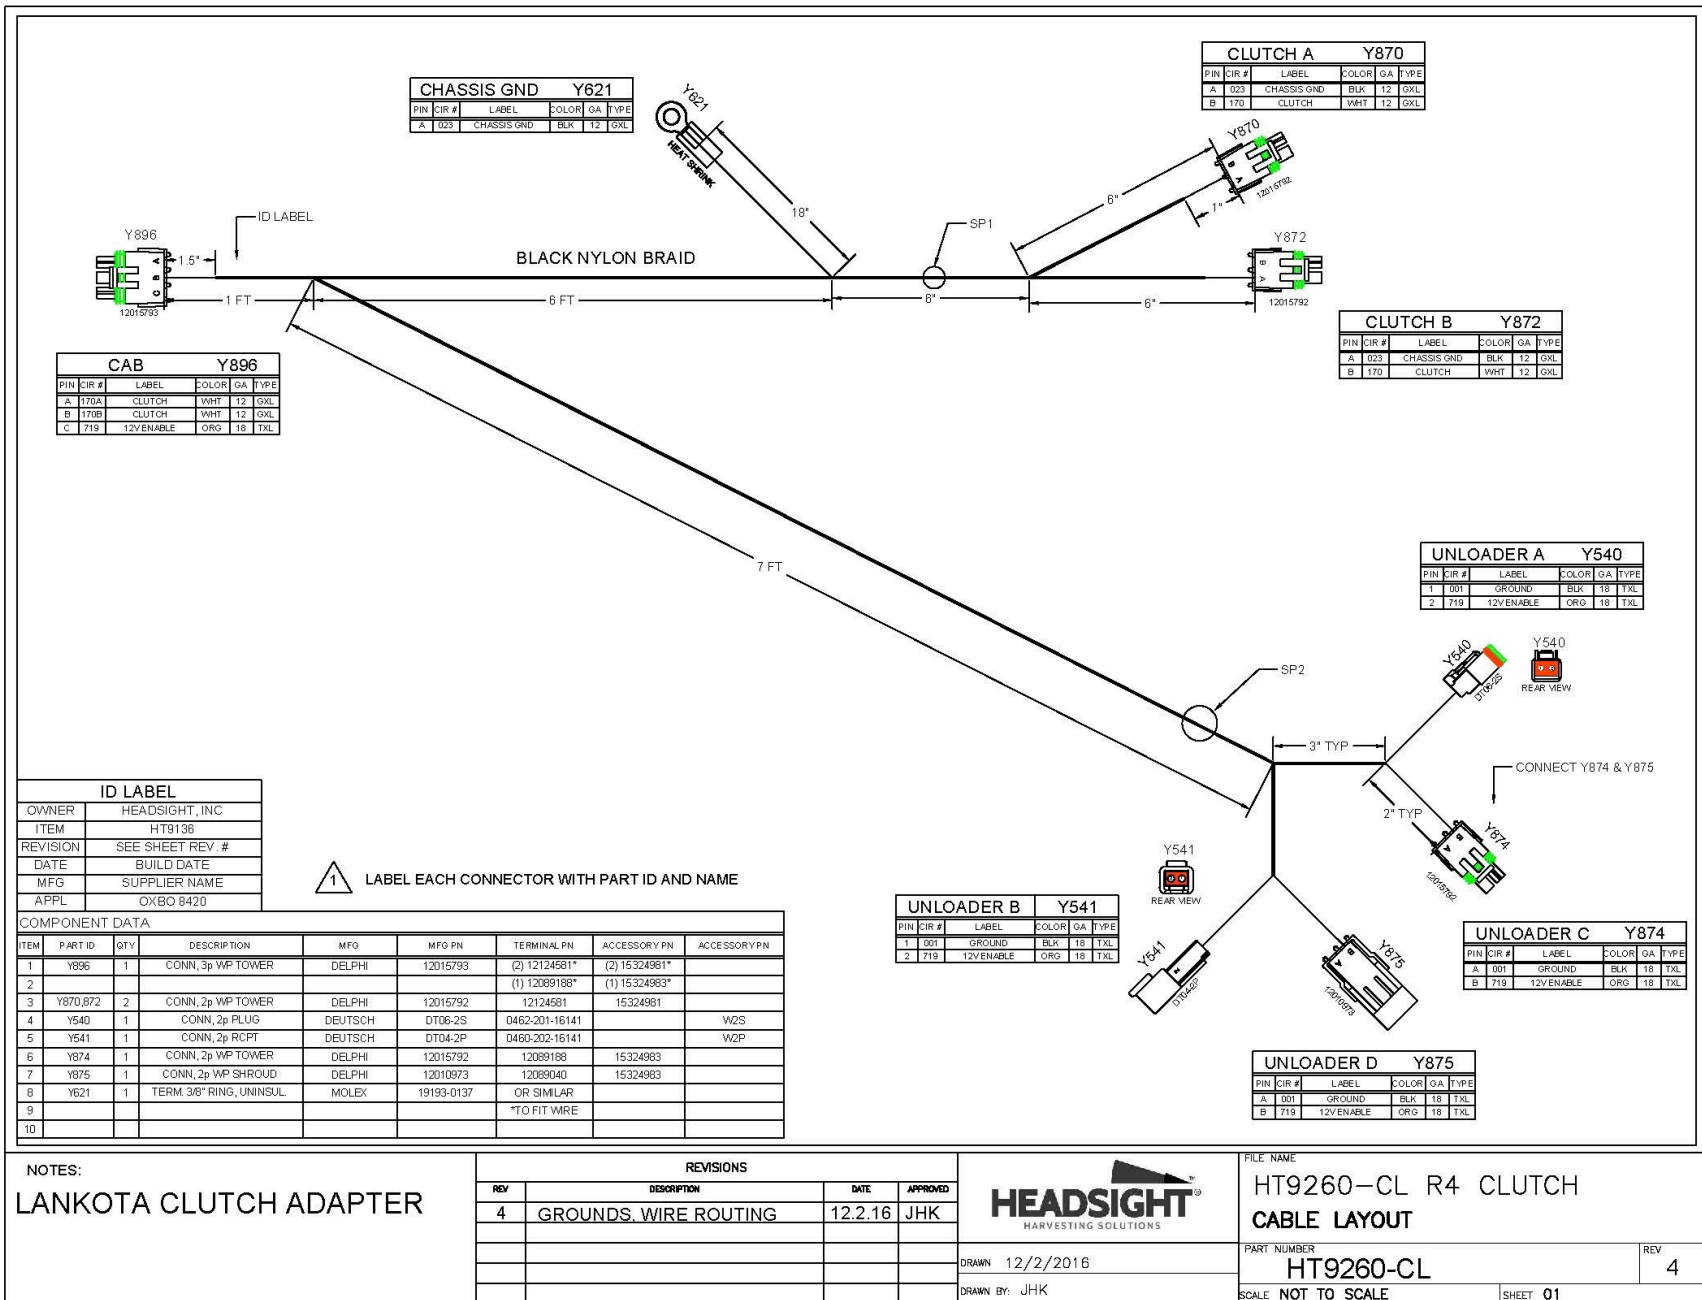 CHASSIS GND Y621
PIN CIR # LABEL COLOR GA TYPE
A 023 CHASSIS GND BLK 12 GXL
Y621
HEAT SHRINK
18"
CLUTCH A Y870
PIN CIR # LABEL COLOR GA TYPE
A 023 CHASSIS GND BLK 12 GXL
B 170 CLUTCH WHT 12 GXL
Y870
B
A
12015792
6"
1"
SP1
ID LABEL
Y896
A
B
C
12015793
1.5"
BLACK NYLON BRAID
1 FT
6 FT
6"
6"
Y872
B
A
12015792
CLUTCH B Y872
PIN CIR # LABEL COLOR GA TYPE
A 023 CHASSIS GND BLK 12 GXL
B 170 CLUTCH WHT 12 GXL
CAB Y896
PIN CIR # LABEL COLOR GA TYPE
A 170A CLUTCH WHT 12 GXL
B 170B CLUTCH WHT 12 GXL
C 719 12V ENABLE ORG 18 TXL
7 FT
UNLOADER A Y540
PIN CIR # LABEL COLOR GA TYPE
1 001 GROUND BLK 18 TXL
2 719 12V ENABLE ORG 18 TXL
Y540
DT06-2S
Y540
REAR VIEW
SP2
3" TYP
CONNECT Y874 & Y875
2" TYP
Y874
B
A
12015792
Y541
REAR VIEW
UNLOADER B Y541
PIN CIR # LABEL COLOR GA TYPE
1 001 GROUND BLK 18 TXL
2 719 12V ENABLE ORG 18 TXL
Y541
DT04-2P
Y875
B
A
12010973
UNLOADER C Y874
PIN CIR # LABEL COLOR GA TYPE
A 001 GROUND BLK 18 TXL
B 719 12V ENABLE ORG 18 TXL
UNLOADER D Y875
PIN CIR # LABEL COLOR GA TYPE
A 001 GROUND BLK 18 TXL
B 719 12V ENABLE ORG 18 TXL
ID LABEL
OWNER HEADSIGHT, INC
ITEM HT9136
REVISION SEE SHEET REV. #
DATE BUILD DATE
MFG SUPPLIER NAME
APPL OXBO 8420
1 LABEL EACH CONNECTOR WITH PART ID AND NAME
COMPONENT DATA
ITEM PART ID QTY DESCRIPTION MFG MFG PN TERMINAL PN ACCESSORY PN ACCESSORY PN
1 Y896 1 CONN, 3p WP TOWER DELPHI 12015793 (2) 12124581* (2) 15324981*
2 (1) 12089188* (1) 15324983*
3 Y870,872 2 CONN, 2p WP TOWER DELPHI 12015792 12124581 15324981
4 Y540 1 CONN, 2p PLUG DEUTSCH DT06-2S 0462-201-16141 W2S
5 Y541 1 CONN, 2p RCPT DEUTSCH DT04-2P 0460-202-16141 W2P
6 Y874 1 CONN, 2p WP TOWER DELPHI 12015792 12089188 15324983
7 Y875 1 CONN, 2p WP SHROUD DELPHI 12010973 12089040 15324983
8 Y621 1 TERM. 3/8" RING, UNINSUL. MOLEX 19193-0137 OR SIMILAR
9 *TO FIT WIRE
10
NOTES:
LANKOTA CLUTCH ADAPTER
REVISIONS
REV DESCRIPTION DATE APPROVED
4 GROUNDS, WIRE ROUTING 12.2.16 JHK
HEADSIGHT®
HARVESTING SOLUTIONS
DRAWN 12/2/2016
DRAWN BY: JHK
FILE NAME
HT9260-CL R4 CLUTCH
CABLE LAYOUT
PART NUMBER
HT9260-CL
REV
4
SCALE NOT TO SCALE
SHEET 01